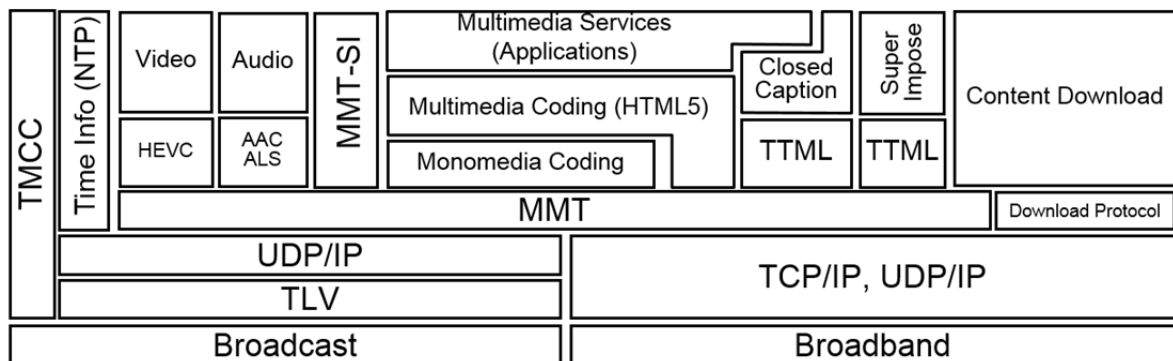 TMCC
Time Info (NTP)
Video
Audio
MMT-SI
Multimedia Services
(Applications)
Closed
Caption
Super
Impose
Content Download
Multimedia Coding (HTML5)
HEVC
AAC
ALS
Monomedia Coding
TTML
TTML
MMT
Download Protocol
UDP/IP
TCP/IP, UDP/IP
TLV
Broadcast
Broadband